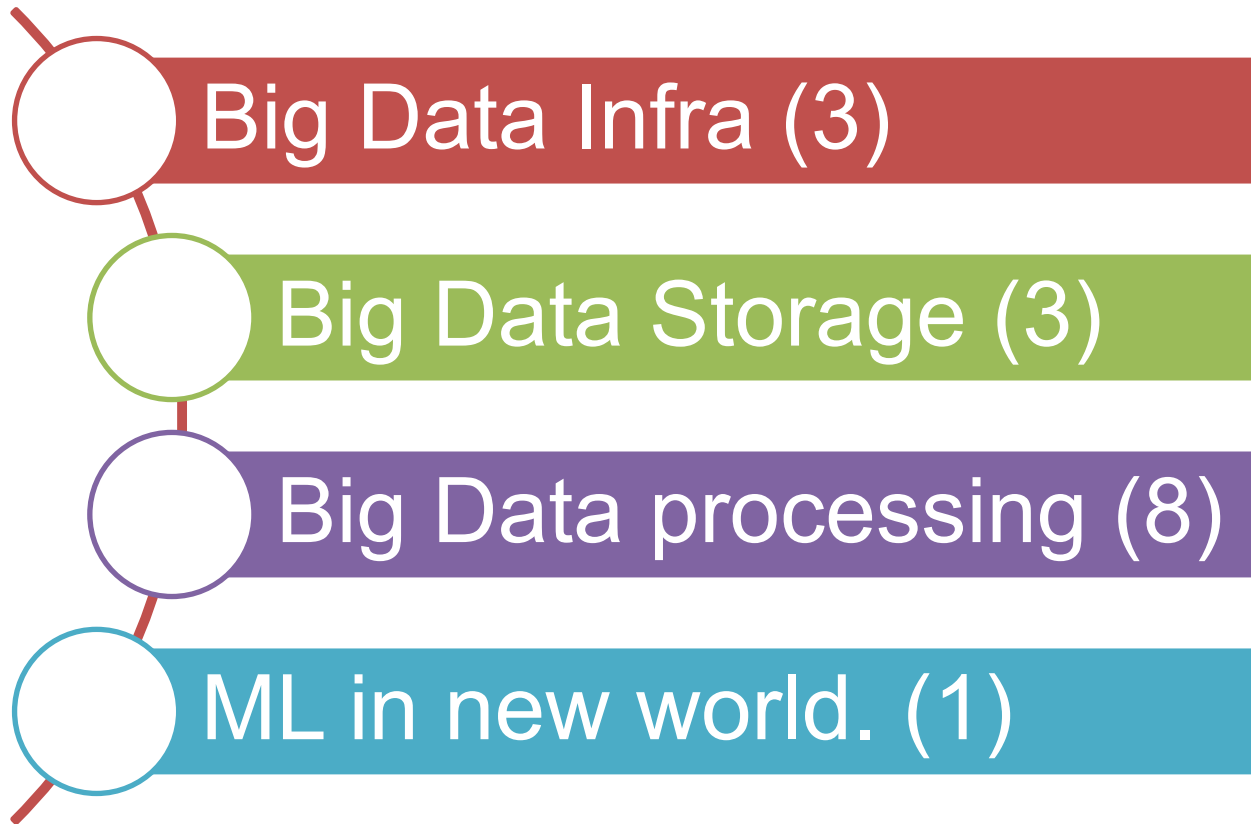 Big Data Infra (3)
Big Data Storage (3)
Big Data processing (8)
ML in new world. (1)